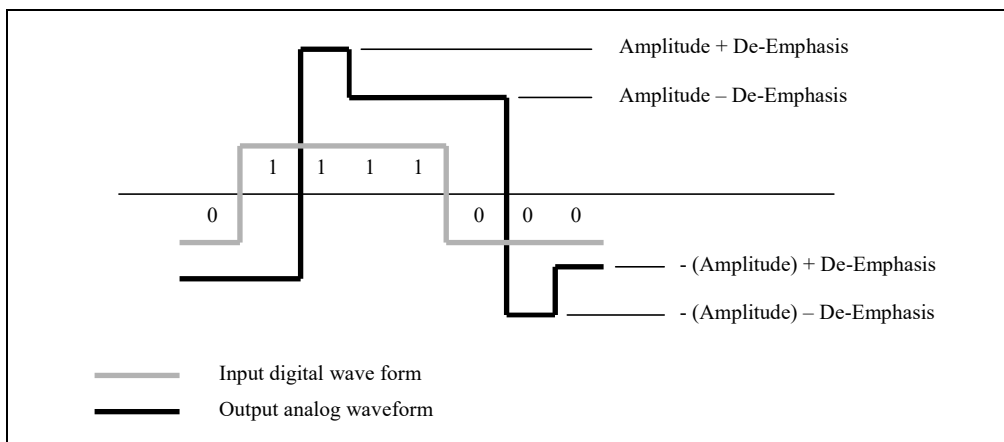 Amplitude + De-Emphasis
Amplitude – De-Emphasis
1 1 1 1
0 0 0 0
- (Amplitude) + De-Emphasis
- (Amplitude) – De-Emphasis
Input digital wave form
Output analog waveform